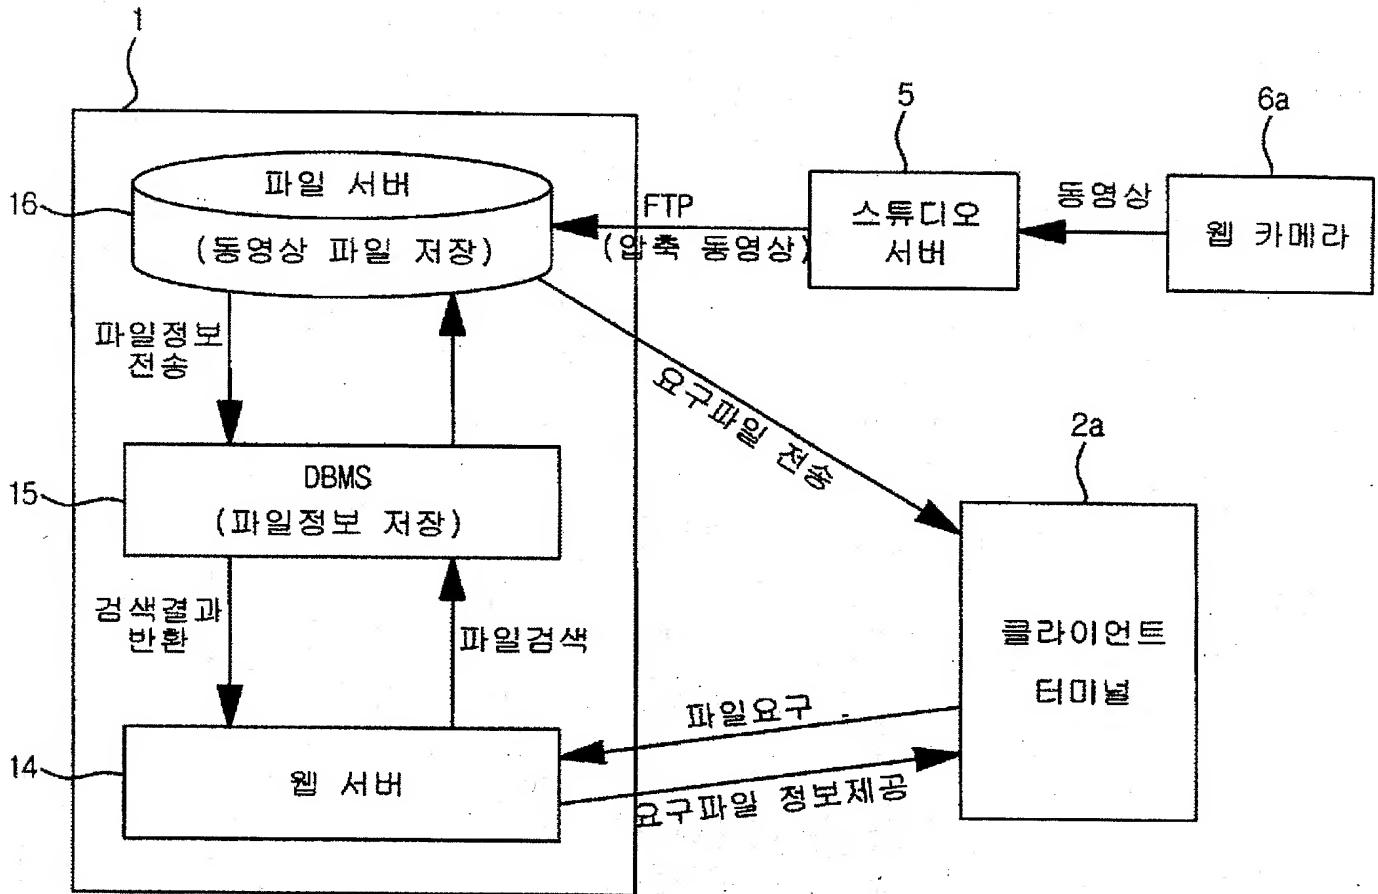 1
5
6a
파일 서버
(동영상 파일 저장)
16
FTP
(압축 동영상)
스튜디오
서버
동영상
웹 카메라
파일정보
전송
요구파일 전송
2a
DBMS
(파일정보 저장)
15
검색결과
반환
파일검색
클라이언트
터미널
파일요구
웹 서버
14
요구파일 정보제공